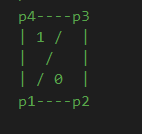 p4----p3
| 1 /  |
|  /   |
| / 0  |
p1----p2